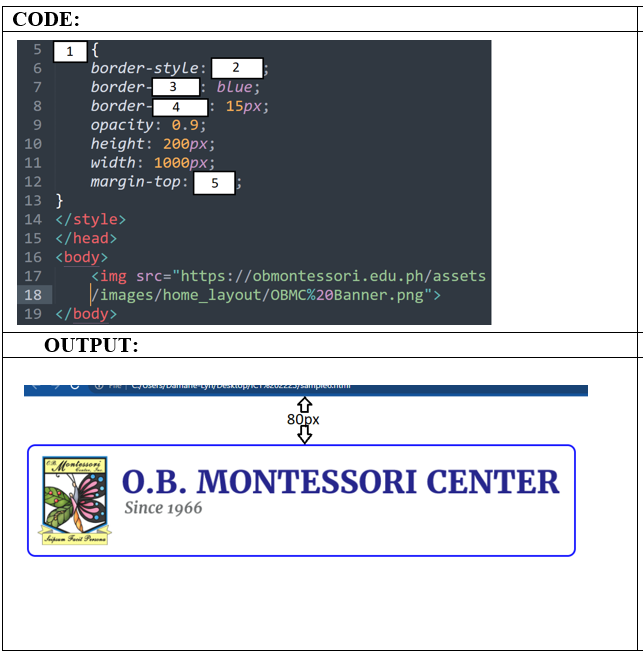 CODE:
5 1 {
6 border-style: 2 ;
7 border- 3 : blue;
8 border- 4 : 15px;
9 opacity: 0.9;
10 height: 200px;
11 width: 1000px;
12 margin-top: 5 ;
13 }
14 </style>
15 </head>
16 <body>
17 <img src="https://obmontessori.edu.ph/assets
18 /images/home_layout/OBMC%20Banner.png">
19 </body>
OUTPUT:
File C:/Users/Damarie-Lyn/Desktop/ICT%202223/sample6.html
80px
O.B. Montessori
Center, Inc.
Ipsum Fecit Persona
O.B. MONTESSORI CENTER
Since 1966